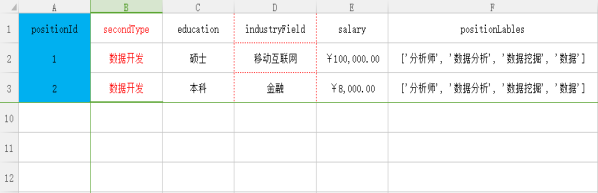 A B C D E F
1 positionId secondType education industryField salary positionLables
2 1 数据开发 硕士 移动互联网 ￥100,000.00 ['分析师', '数据分析', '数据挖掘', '数据']
3 2 数据开发 本科 金融 ￥8,000.00 ['分析师', '数据分析', '数据挖掘', '数据']
10
11
12